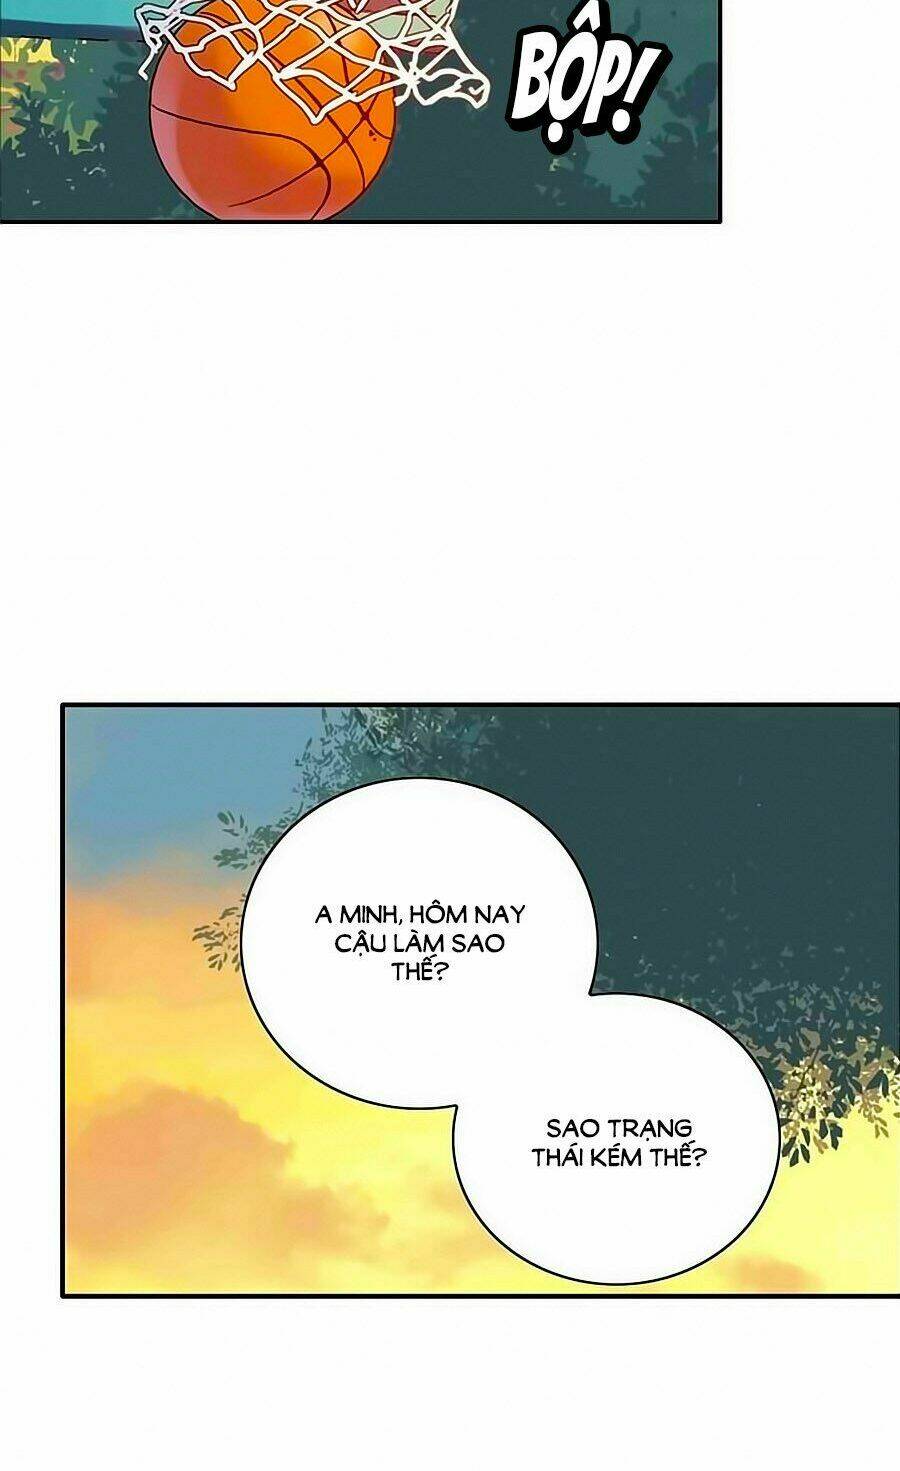 BỘP!
A MINH, HÔM NAY
CẬU LÀM SAO
THẾ?
SAO TRẠNG
THÁI KÉM THẾ?